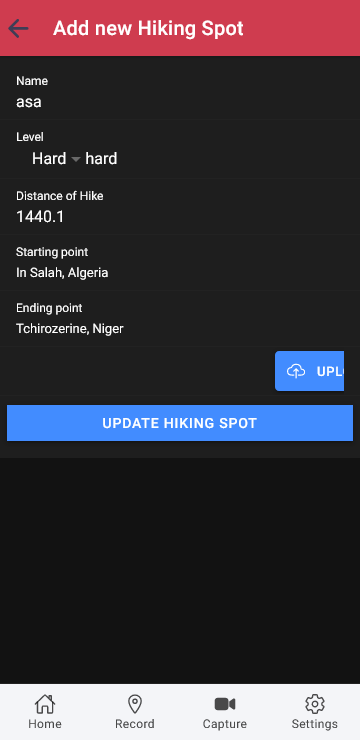 Add new Hiking Spot
Name
asa
Level
Hard hard
Distance of Hike
1440.1
Starting point
In Salah, Algeria
Ending point
Tchirozerine, Niger
UPL
UPDATE HIKING SPOT
Home Record Capture Settings